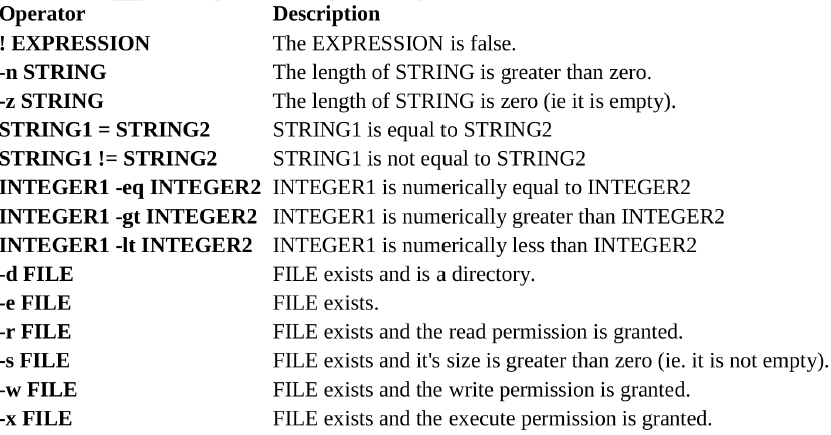 Operator Description
! EXPRESSION The EXPRESSION is false.
-n STRING The length of STRING is greater than zero.
-z STRING The length of STRING is zero (ie it is empty).
STRING1 = STRING2 STRING1 is equal to STRING2
STRING1 != STRING2 STRING1 is not equal to STRING2
INTEGER1 -eq INTEGER2 INTEGER1 is numerically equal to INTEGER2
INTEGER1 -gt INTEGER2 INTEGER1 is numerically greater than INTEGER2
INTEGER1 -lt INTEGER2 INTEGER1 is numerically less than INTEGER2
-d FILE FILE exists and is a directory.
-e FILE FILE exists.
-r FILE FILE exists and the read permission is granted.
-s FILE FILE exists and it's size is greater than zero (ie. it is not empty).
-w FILE FILE exists and the write permission is granted.
-x FILE FILE exists and the execute permission is granted.